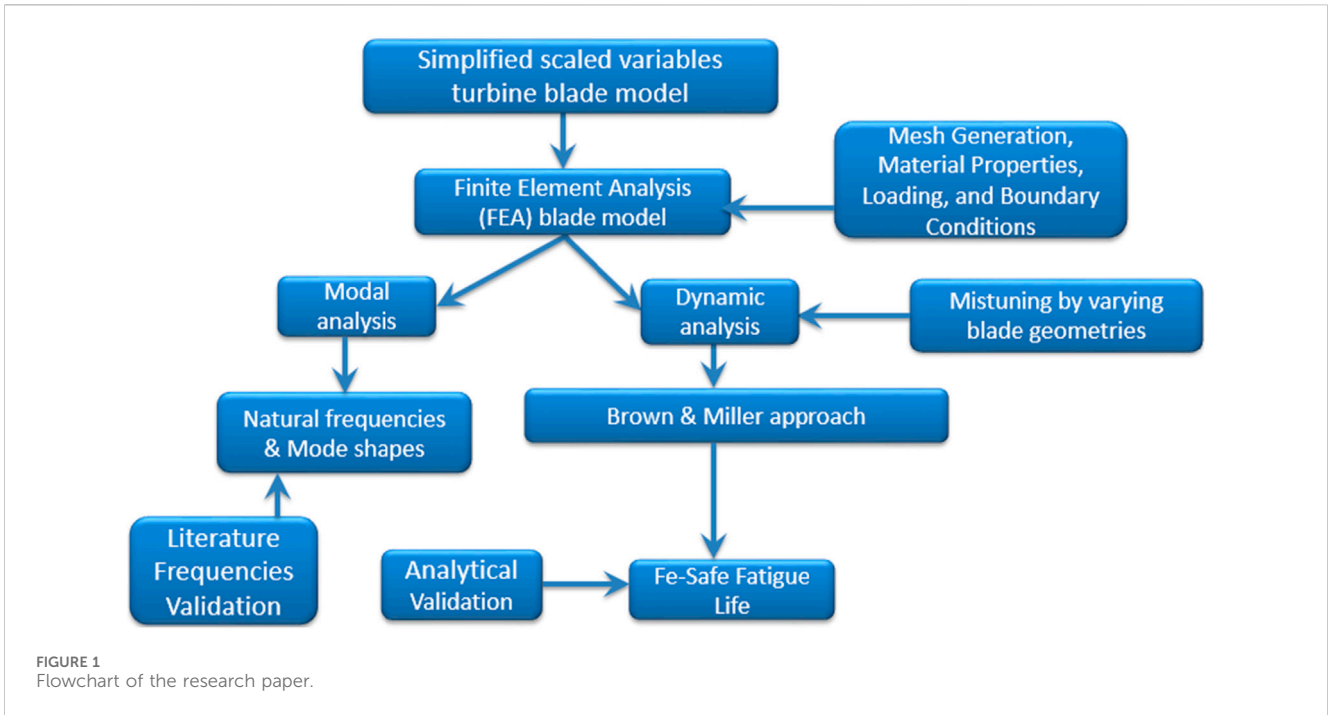 Simplified scaled variables
turbine blade model
Mesh Generation,
Material Properties,
Loading, and Boundary
Conditions
Finite Element Analysis
(FEA) blade model
Modal
analysis
Dynamic
analysis
Mistuning by varying
blade geometries
Natural frequencies
& Mode shapes
Brown & Miller approach
Literature
Frequencies
Validation
Analytical
Validation
Fe-Safe Fatigue
Life
FIGURE 1
Flowchart of the research paper.